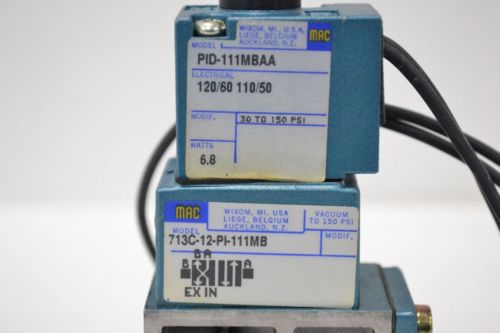 WIXOM, MI., U.S.A.
LIEGE, BELGIUM
AUCKLAND, N.Z.
MAC
MODEL
PID-111MBAA
ELECTRICAL
120/60 110/50
MODIF.
30 TO 150 PSI
WATTS
6.8
MAC
WIXOM, MI, USA
LIEGE, BELGIUM
AUCKLAND, N.Z.
VACUUM
TO 150 PSI
MODEL
713C-12-PI-111MB
MODIF.
B A
B A
EX IN